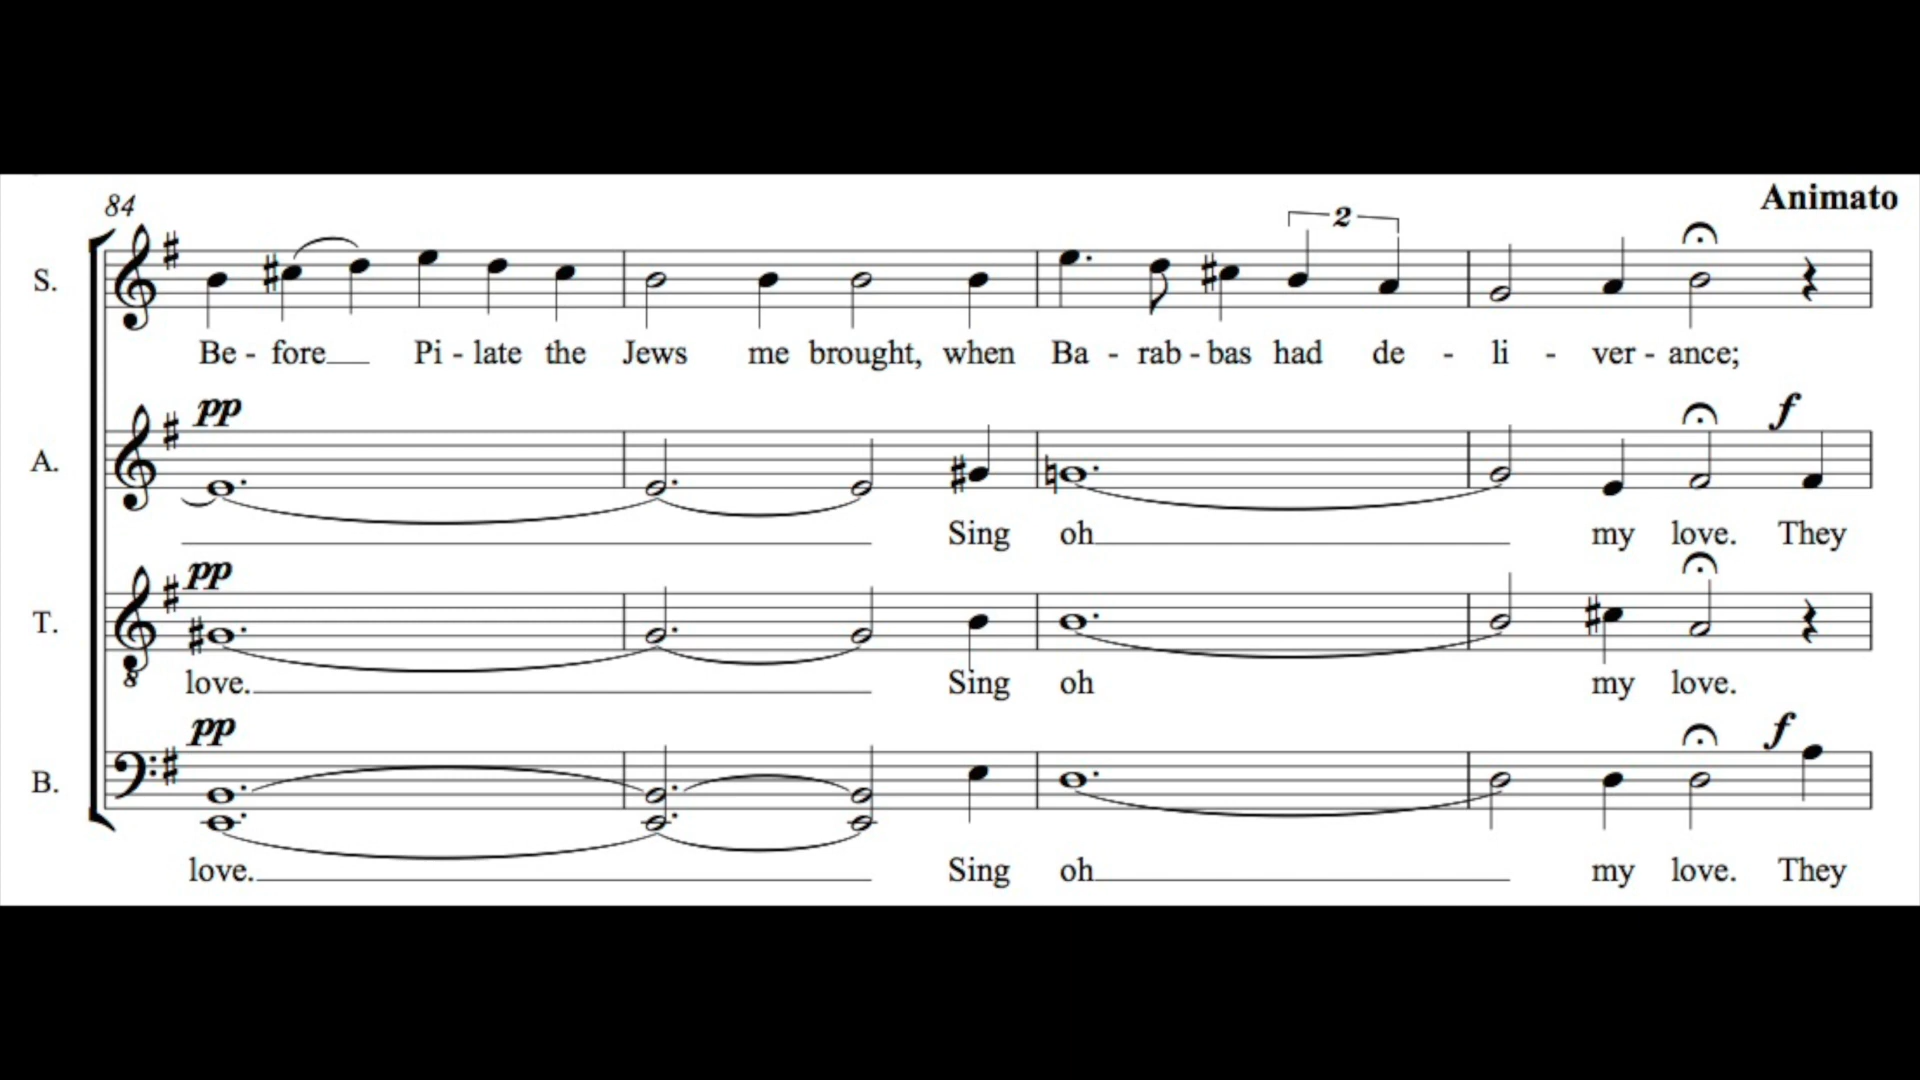 84
Animato
2
S.
Be - fore Pi - late the Jews me brought, when Ba - rab - bas had de - li - ver - ance;
pp
f
A.
Sing oh my love. They
pp
T.
8
love. Sing oh my love.
pp
f
B.
love. Sing oh my love. They